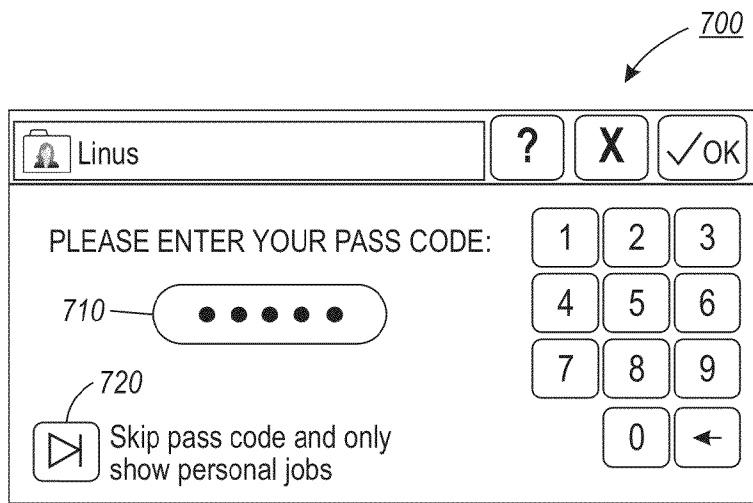 700
Linus ? X ✓OK
PLEASE ENTER YOUR PASS CODE:
1 2 3
710
4 5 6
7 8 9
720
Skip pass code and only
show personal jobs
0 ←